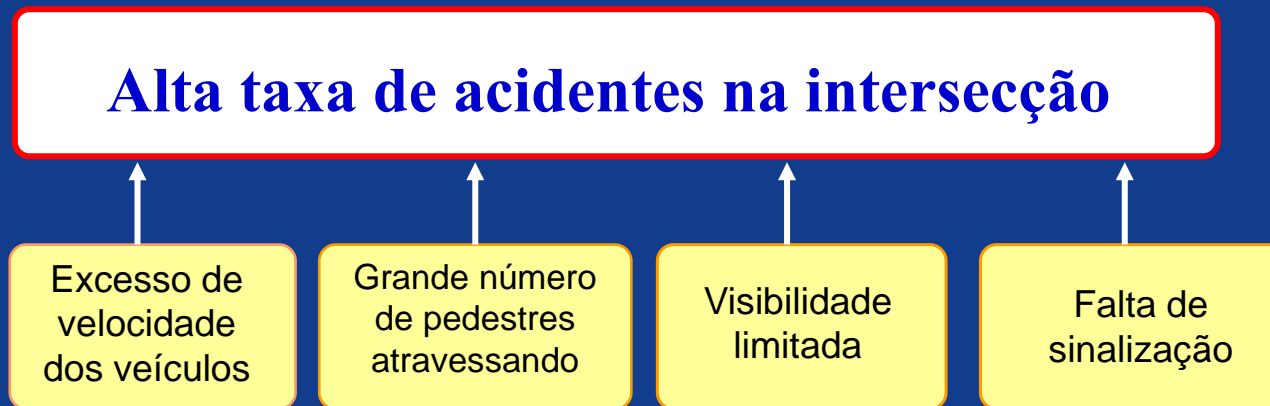 Alta taxa de acidentes na intersecção
Excesso de
velocidade
dos veículos
Grande número
de pedestres
atravessando
Visibilidade
limitada
Falta de
sinalização